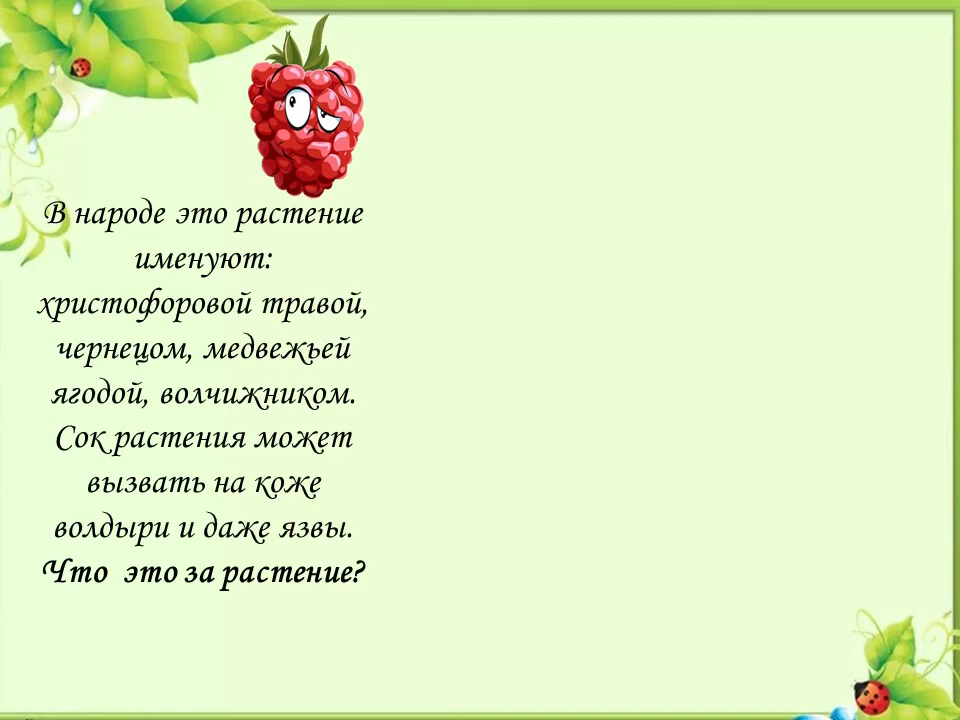 В народе это растение
именуют:
христофоровой травой,
чернецом, медвежьей
ягодой, волчижником.
Сок растения может
вызвать на коже
волдыри и даже язвы.
Что это за растение?